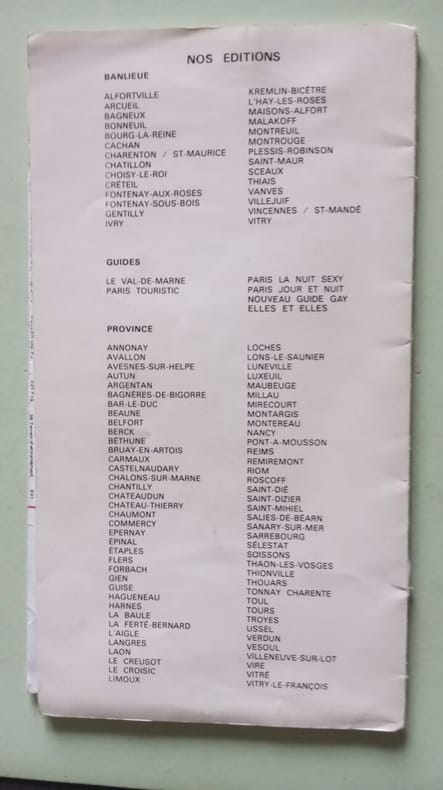 NOS EDITIONS
BANLIEUE
ALFORTVILLE
ARCUEIL
BAGNEUX
BONNEUIL
BOURG-LA-REINE
CACHAN
CHARENTON / ST-MAURICE
CHATILLON
CHOISY-LE-ROI
CRÉTEIL
FONTENAY-AUX-ROSES
FONTENAY-SOUS-BOIS
GENTILLY
IVRY
KREMLIN-BICÊTRE
L'HAY-LES-ROSES
MAISONS-ALFORT
MALAKOFF
MONTREUIL
MONTROUGE
PLESSIS-ROBINSON
SAINT-MAUR
SCEAUX
THIAIS
VANVES
VILLEJUIF
VINCENNES / ST-MANDÉ
VITRY
GUIDES
LE VAL-DE-MARNE
PARIS TOURISTIC
PARIS LA NUIT SEXY
PARIS JOUR ET NUIT
NOUVEAU GUIDE GAY
ELLES ET ELLES
PROVINCE
ANNONAY
AVALLON
AVESNES-SUR-HELPE
AUTUN
ARGENTAN
BAGNÉRES-DE-BIGORRE
BAR-LE-DUC
BEAUNE
BELFORT
BERCK
BÉTHUNE
BRUAY-EN-ARTOIS
CARMAUX
CASTELNAUDARY
CHALONS-SUR-MARNE
CHANTILLY
CHATEAUDUN
CHATEAU-THIERRY
CHAUMONT
COMMERCY
EPERNAY
ÉPINAL
ÉTAPLES
FLERS
FORBACH
GIEN
GUISE
HAGUENEAU
HARNES
LA BAULE
LA FERTÉ-BERNARD
L'AIGLE
LANGRES
LAON
LE CREUSOT
LE CROISIC
LIMOUX
LOCHES
LONS-LE-SAUNIER
LUNEVILLE
LUXEUIL
MAUBEUGE
MILLAU
MIRECOURT
MONTARGIS
MONTEREAU
NANCY
PONT-A-MOUSSON
REIMS
REMIREMONT
RIOM
ROSCOFF
SAINT-DIÉ
SAINT-DIZIER
SAINT-MIHIEL
SALIES-DE-BÉARN
SANARY-SUR-MER
SARREBOURG
SÉLESTAT
SOISSONS
THAON-LES-VOSGES
THIONVILLE
THOUARS
TONNAY CHARENTE
TOUL
TOURS
TROYES
USSEL
VERDUN
VESOUL
VILLENEUVE-SUR-LOT
VIRE
VITRÉ
VITRY-LE-FRANÇOIS